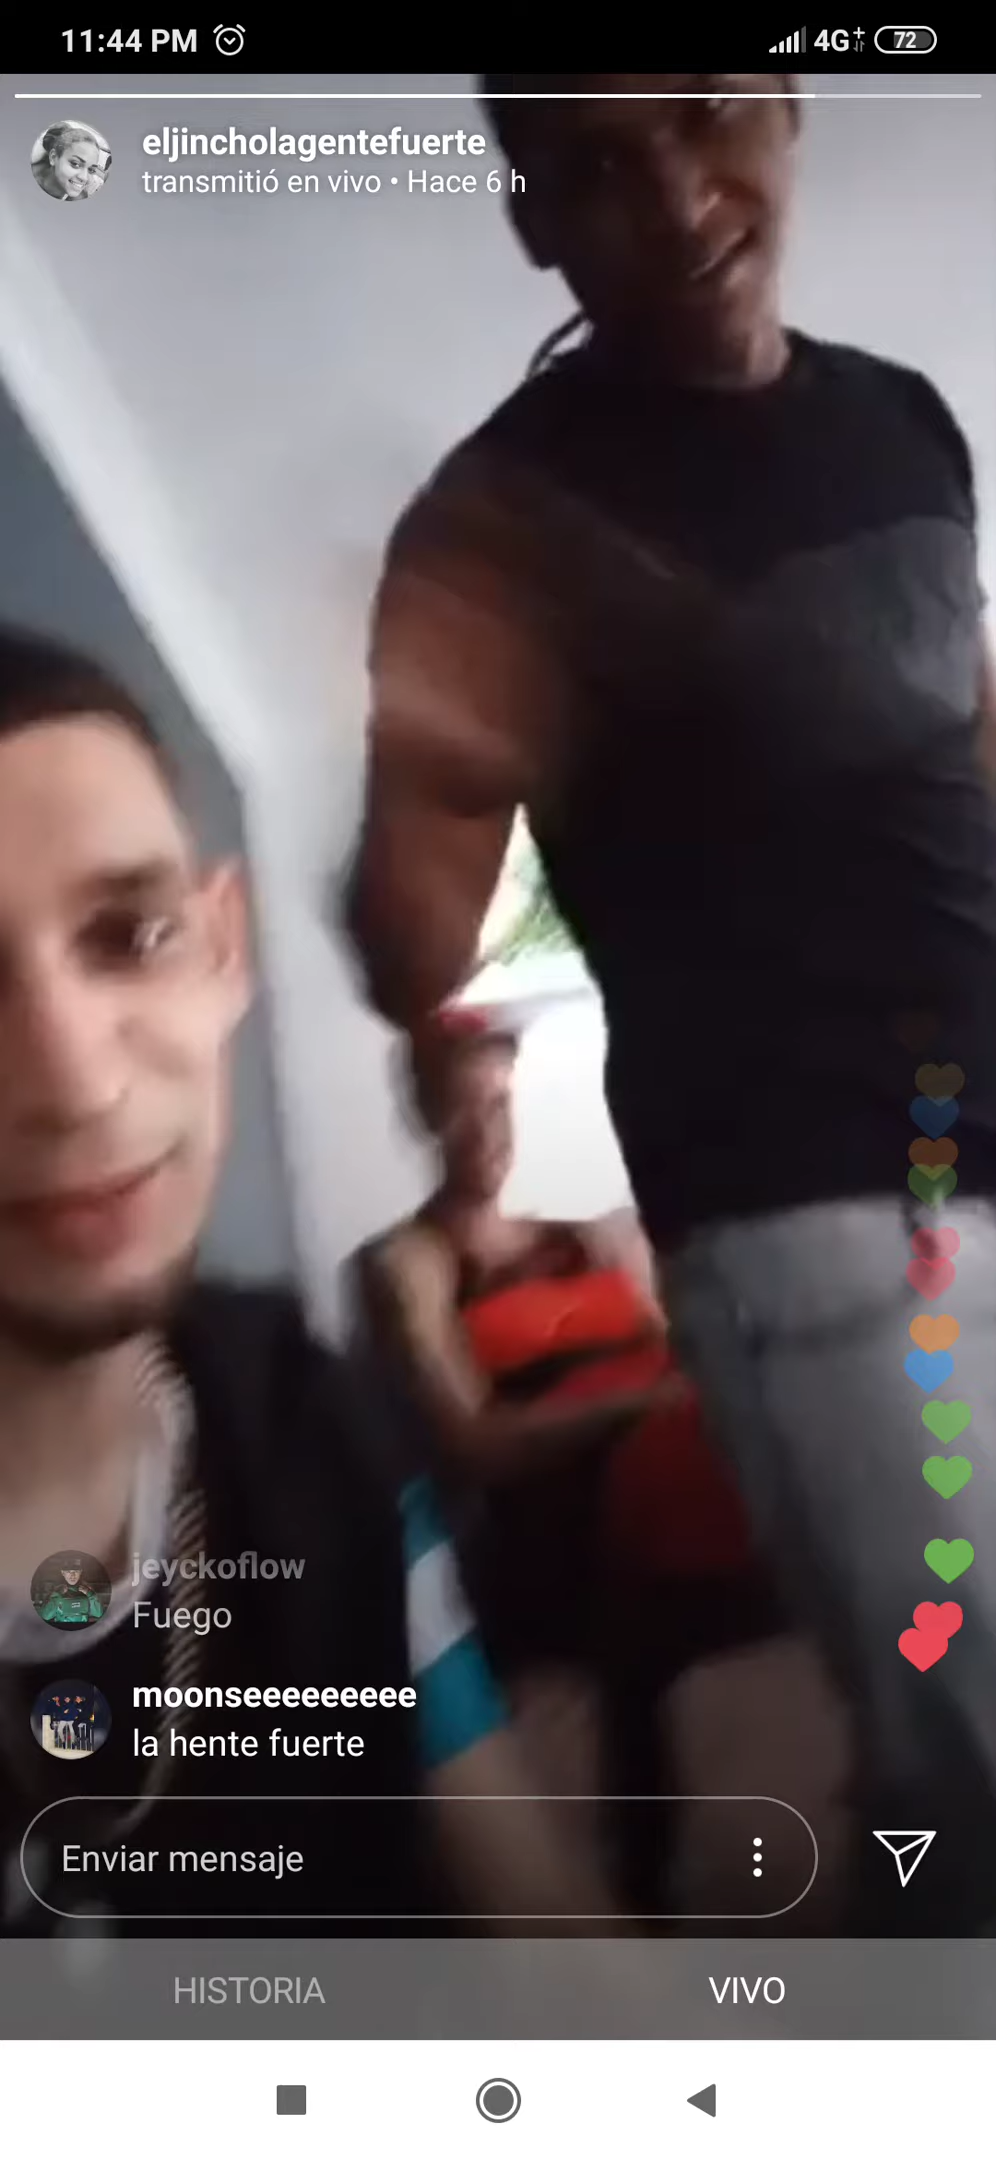 11:44 PM
4G+
72
eljincholagentefuerte
transmitió en vivo • Hace 6 h
jeyckoflow
Fuego
moonseeeeeeeee
la hente fuerte
Enviar mensaje
HISTORIA
VIVO